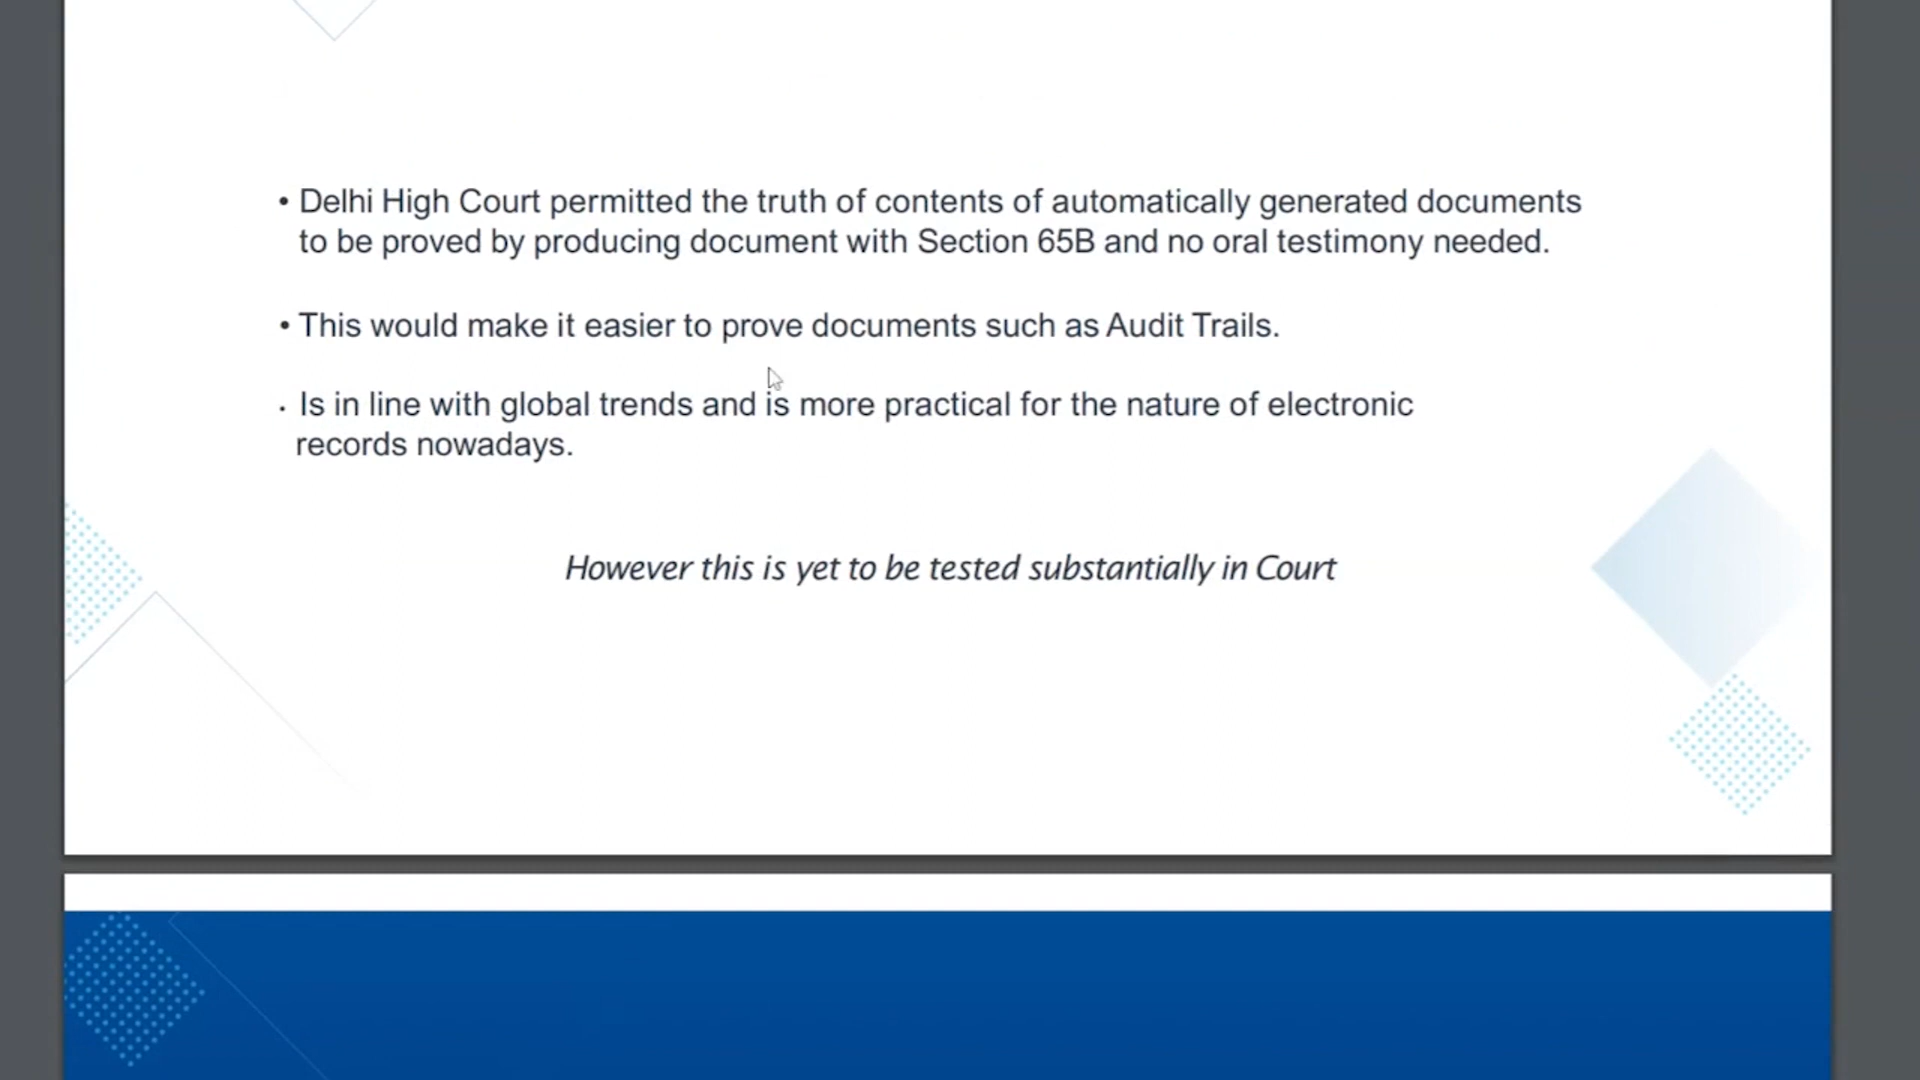 • Delhi High Court permitted the truth of contents of automatically generated documents
to be proved by producing document with Section 65B and no oral testimony needed.
• This would make it easier to prove documents such as Audit Trails.
• Is in line with global trends and is more practical for the nature of electronic
records nowadays.
However this is yet to be tested substantially in Court